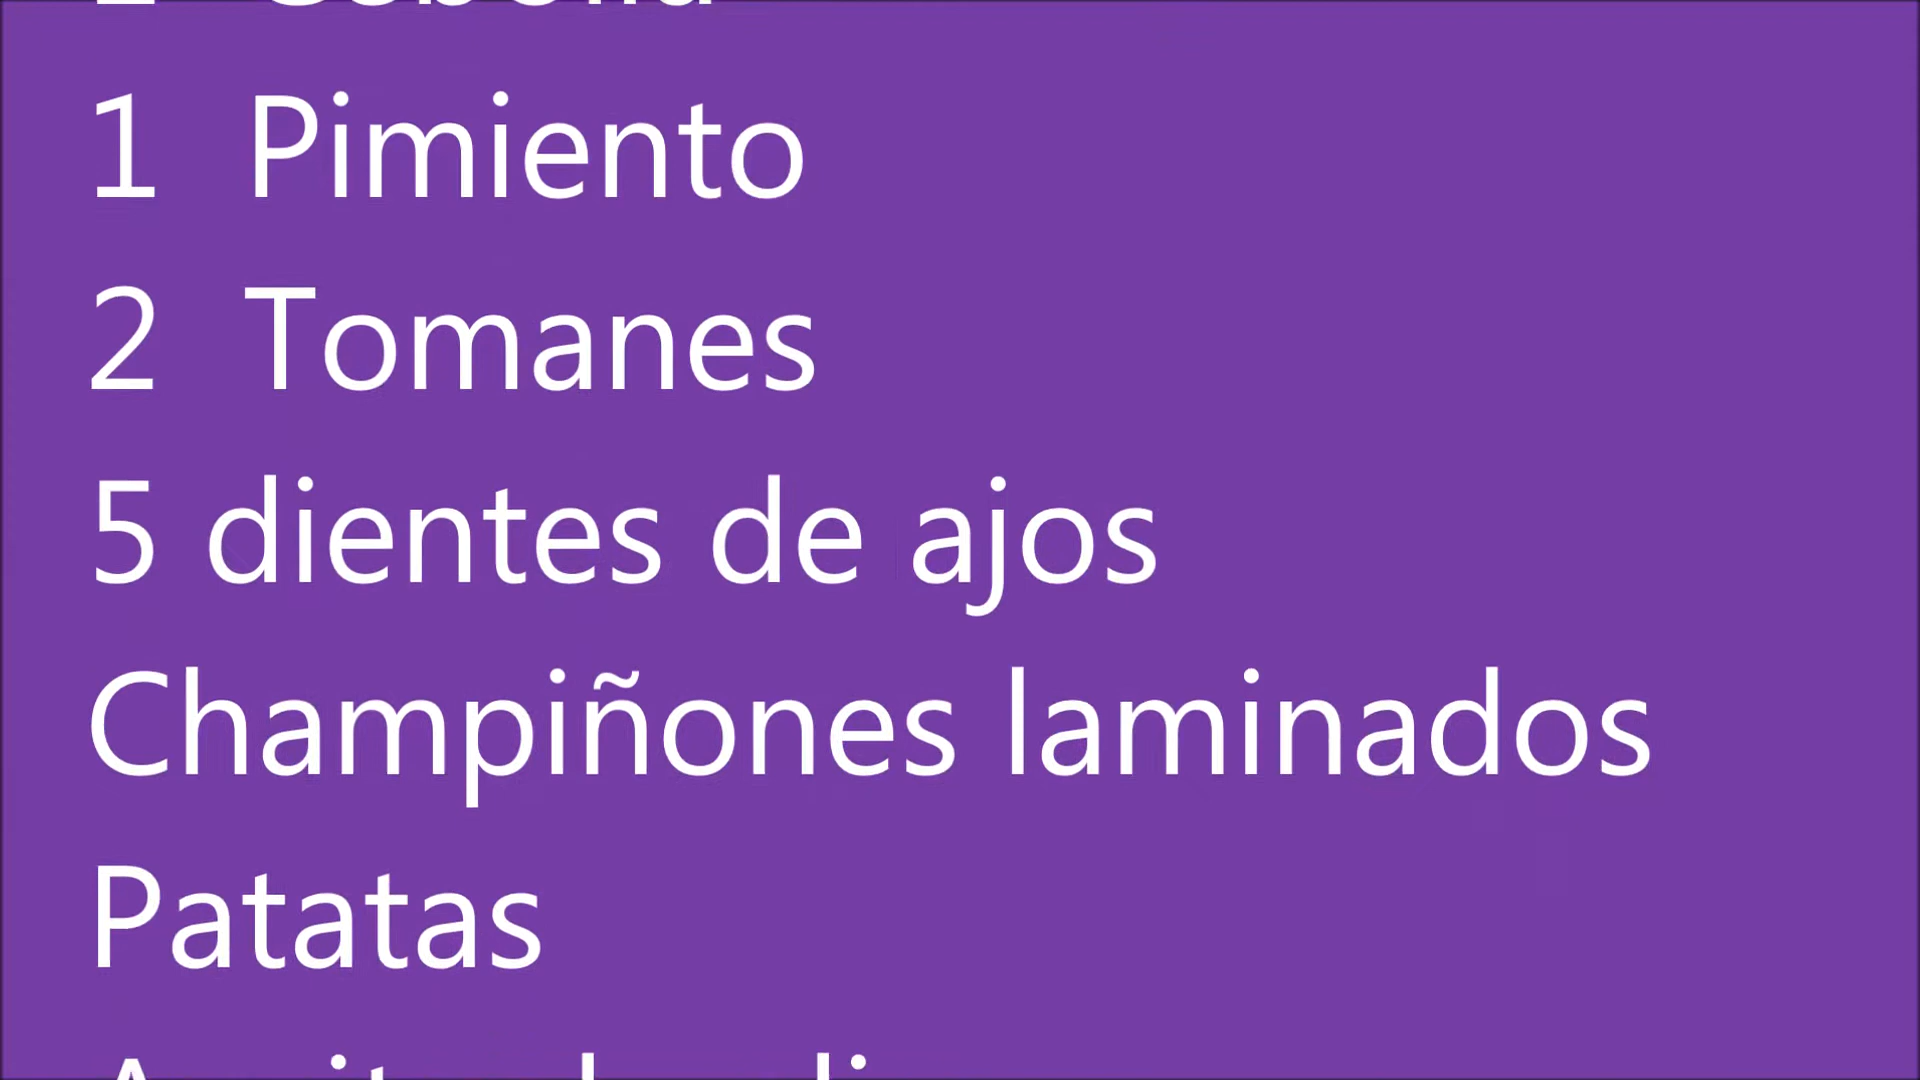 1 Pimiento
2 Tomanes
5 dientes de ajos
Champiñones laminados
Patatas